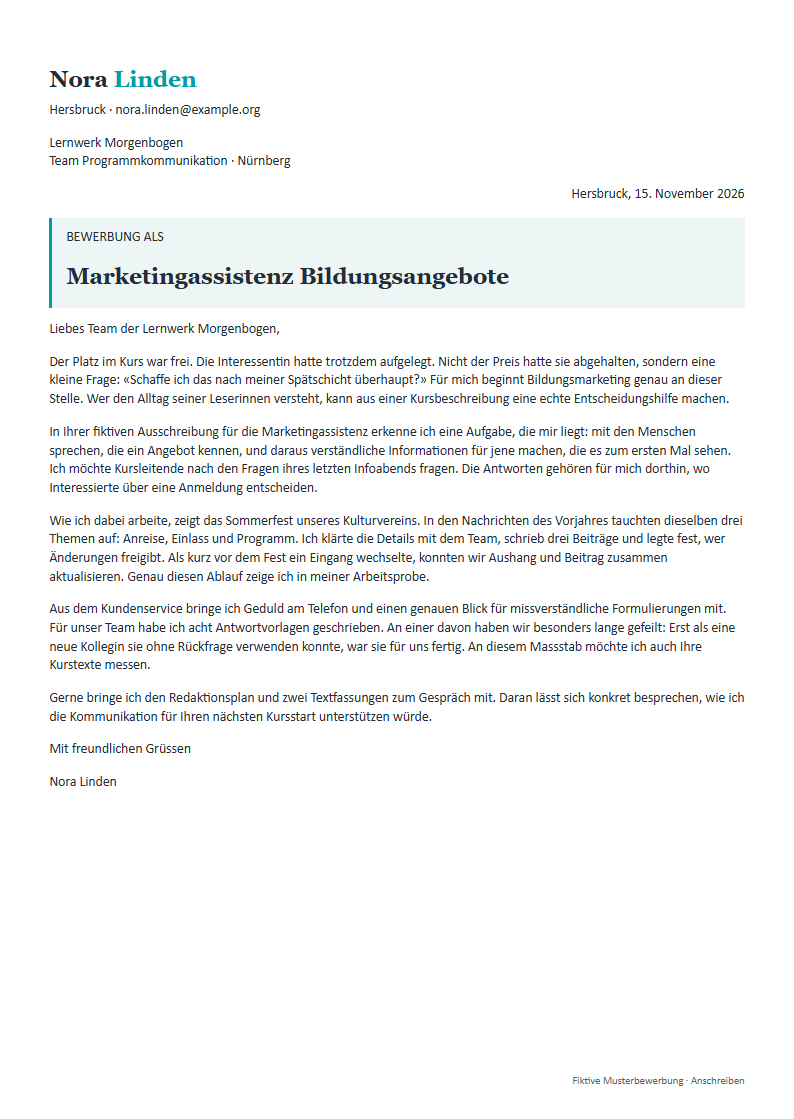 Nora Linden
Hersbruck · nora.linden@example.org
Lernwerk Morgenbogen
Team Programmkommunikation · Nürnberg
Hersbruck, 15. November 2026
BEWERBUNG ALS
Marketingassistenz Bildungsangebote
Liebes Team der Lernwerk Morgenbogen,
Der Platz im Kurs war frei. Die Interessentin hatte trotzdem aufgelegt. Nicht der Preis hatte sie abgehalten, sondern eine
kleine Frage: «Schaffe ich das nach meiner Spätschicht überhaupt?» Für mich beginnt Bildungsmarketing genau an dieser
Stelle. Wer den Alltag seiner Leserinnen versteht, kann aus einer Kursbeschreibung eine echte Entscheidungshilfe machen.
In Ihrer fiktiven Ausschreibung für die Marketingassistenz erkenne ich eine Aufgabe, die mir liegt: mit den Menschen
sprechen, die ein Angebot kennen, und daraus verständliche Informationen für jene machen, die es zum ersten Mal sehen.
Ich möchte Kursleitende nach den Fragen ihres letzten Infoabends fragen. Die Antworten gehören für mich dorthin, wo
Interessierte über eine Anmeldung entscheiden.
Wie ich dabei arbeite, zeigt das Sommerfest unseres Kulturvereins. In den Nachrichten des Vorjahres tauchten dieselben drei
Themen auf: Anreise, Einlass und Programm. Ich klärte die Details mit dem Team, schrieb drei Beiträge und legte fest, wer
Änderungen freigibt. Als kurz vor dem Fest ein Eingang wechselte, konnten wir Aushang und Beitrag zusammen
aktualisieren. Genau diesen Ablauf zeige ich in meiner Arbeitsprobe.
Aus dem Kundenservice bringe ich Geduld am Telefon und einen genauen Blick für missverständliche Formulierungen mit.
Für unser Team habe ich acht Antwortvorlagen geschrieben. An einer davon haben wir besonders lange gefeilt: Erst als eine
neue Kollegin sie ohne Rückfrage verwenden konnte, war sie für uns fertig. An diesem Massstab möchte ich auch Ihre
Kurstexte messen.
Gerne bringe ich den Redaktionsplan und zwei Textfassungen zum Gespräch mit. Daran lässt sich konkret besprechen, wie ich
die Kommunikation für Ihren nächsten Kursstart unterstützen würde.
Mit freundlichen Grüssen
Nora Linden
Fiktive Musterbewerbung · Anschreiben